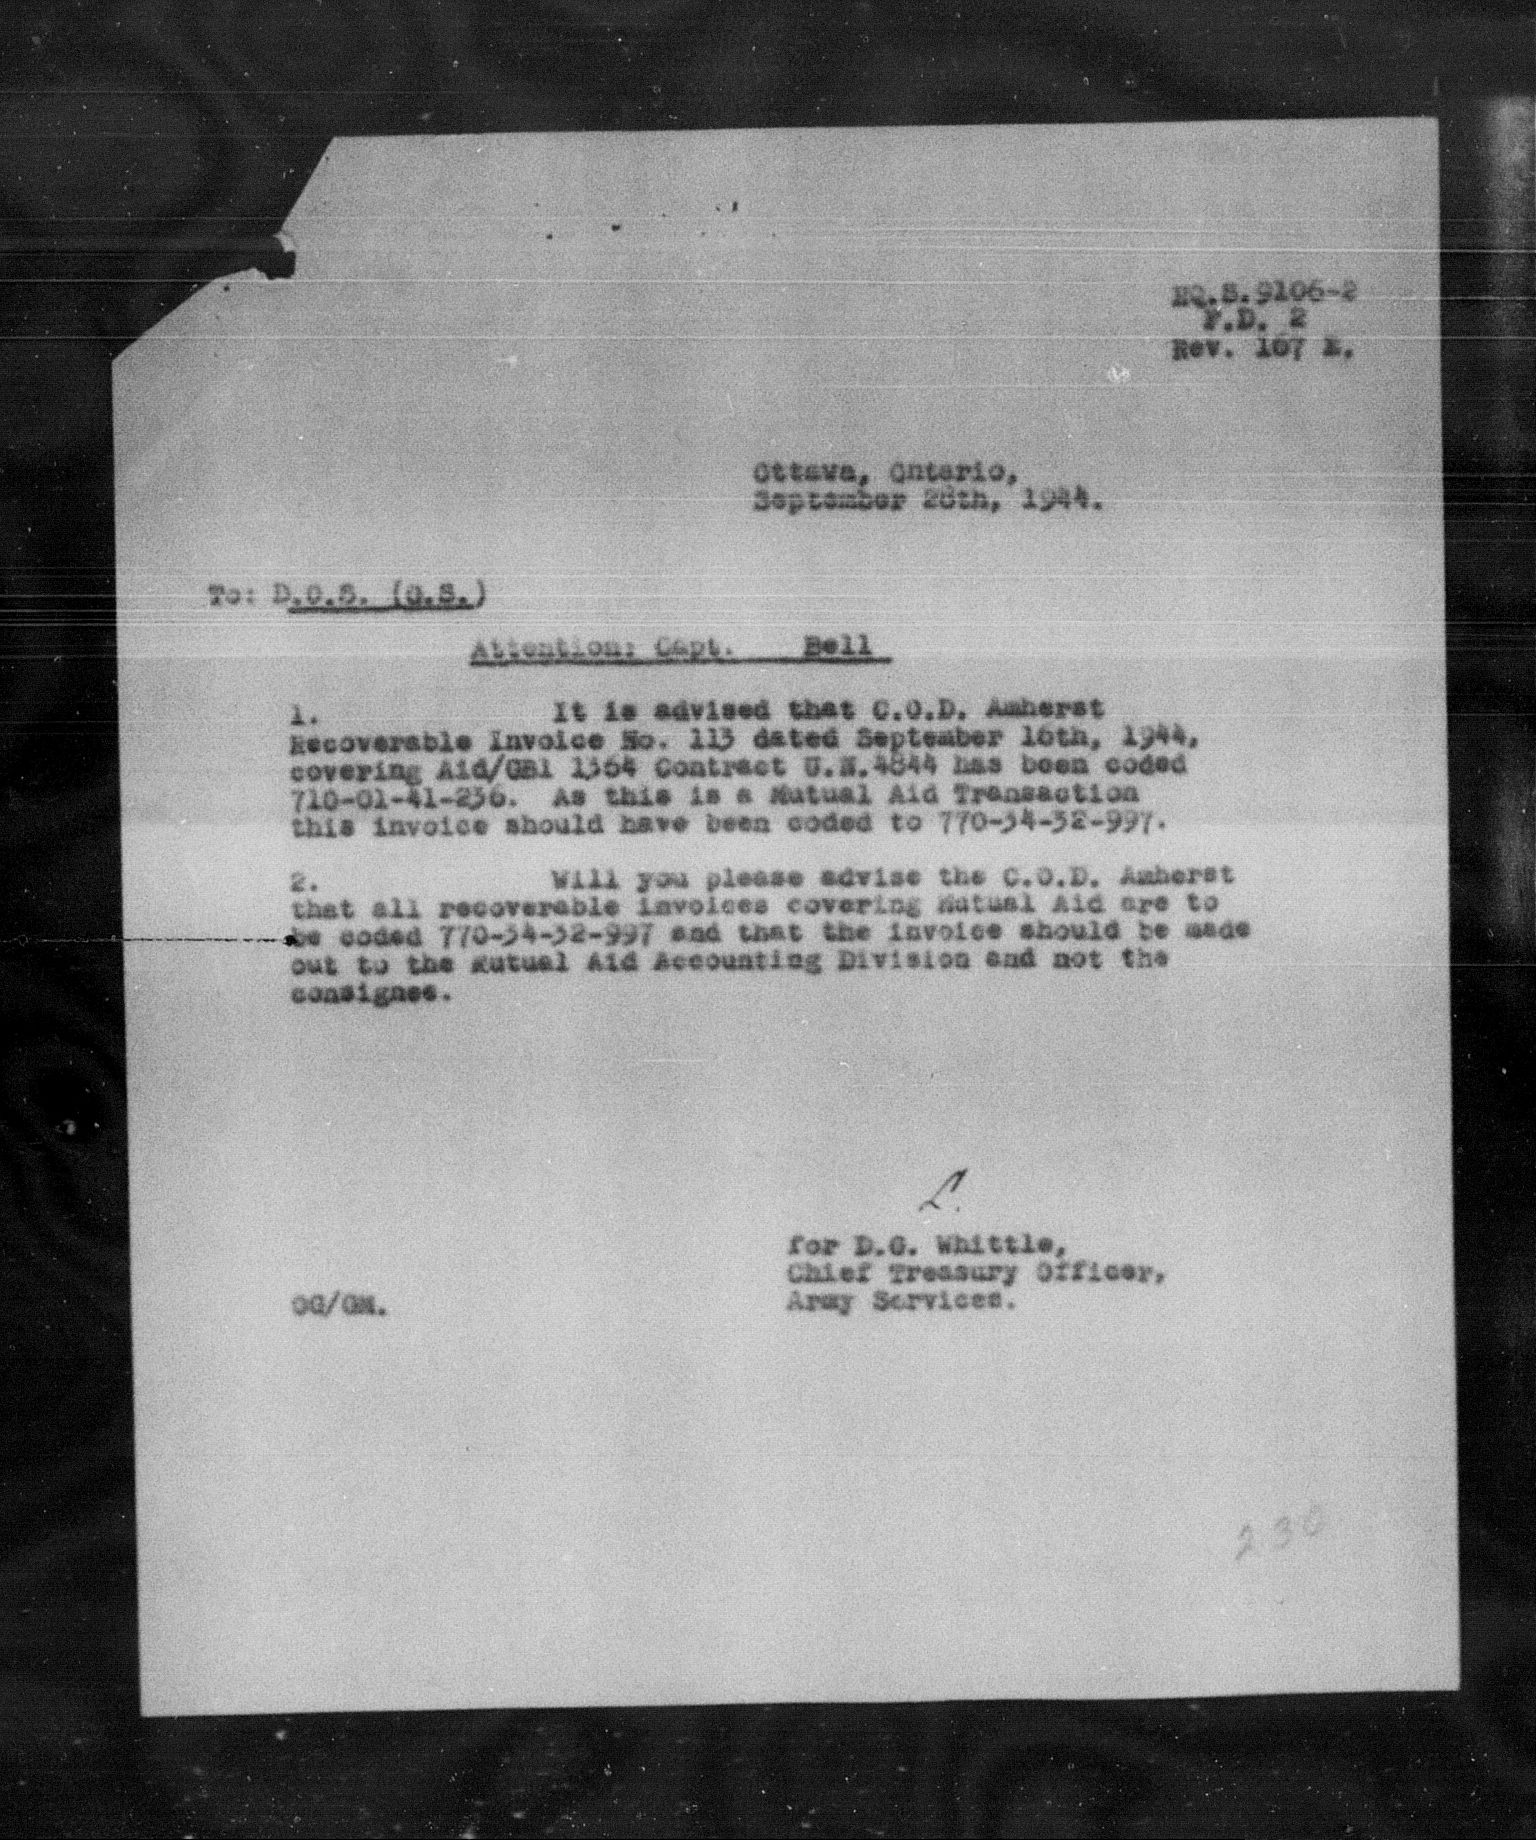 HQ.S.9106-2
F.D. 2
Rev. 167 E.
Ottawa, Ontario,
September 28th, 1944.
To: D.O.S. (G.S.)
Attention: Capt. Bell
1. It is advised that C.O.D. Amherst
Recoverable Invoice No. 113 dated September 16th, 1944,
covering Aid/GB1 1364 Contract U.N.4844 has been coded
710-01-41-236. As this is a Mutual Aid Transaction
this invoice should have been coded to 770-34-32-997.
2. Will you please advise the C.O.D. Amherst
that all recoverable invoices covering Mutual Aid are to
be coded 770-34-32-997 and that the invoice should be made
out to the Mutual Aid Accounting Division and not the
consignee.
L.
for D.G. Whittle,
Chief Treasury Officer,
Army Services.
OG/GM.
230